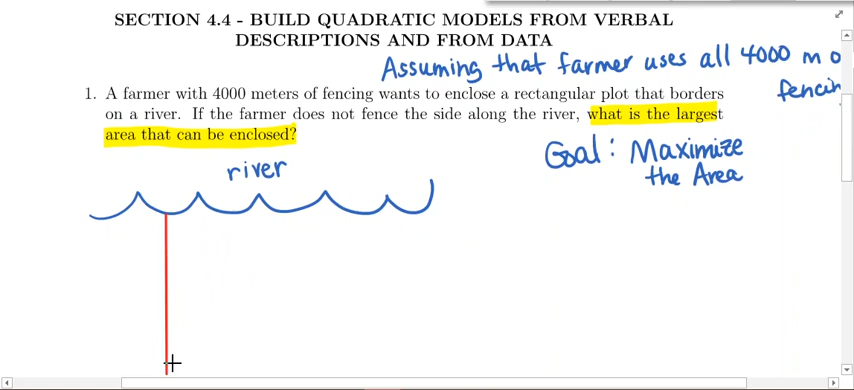 SECTION 4.4 - BUILD QUADRATIC MODELS FROM VERBAL
DESCRIPTIONS AND FROM DATA
Assuming that farmer uses all 4000 m o
fencin
1. A farmer with 4000 meters of fencing wants to enclose a rectangular plot that borders
on a river. If the farmer does not fence the side along the river, what is the largest
area that can be enclosed?
Goal: Maximize
the Area
river